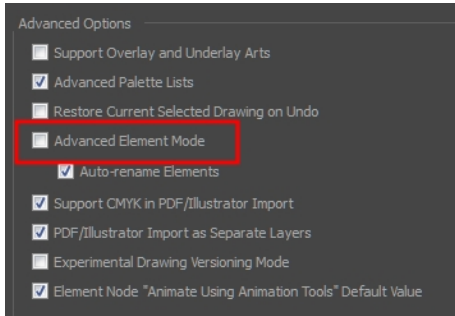 Advanced Options
Support Overlay and Underlay Arts
Advanced Palette Lists
Restore Current Selected Drawing on Undo
Advanced Element Mode
Auto-rename Elements
Support CMYK in PDF/Illustrator Import
PDF/Illustrator Import as Separate Layers
Experimental Drawing Versioning Mode
Element Node "Animate Using Animation Tools" Default Value